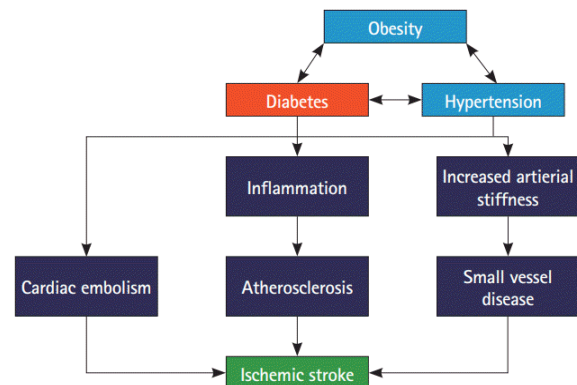 Obesity
Diabetes
Hypertension
Inflammation
Increased artierial
stiffness
Cardiac embolism
Atherosclerosis
Small vessel
disease
Ischemic stroke